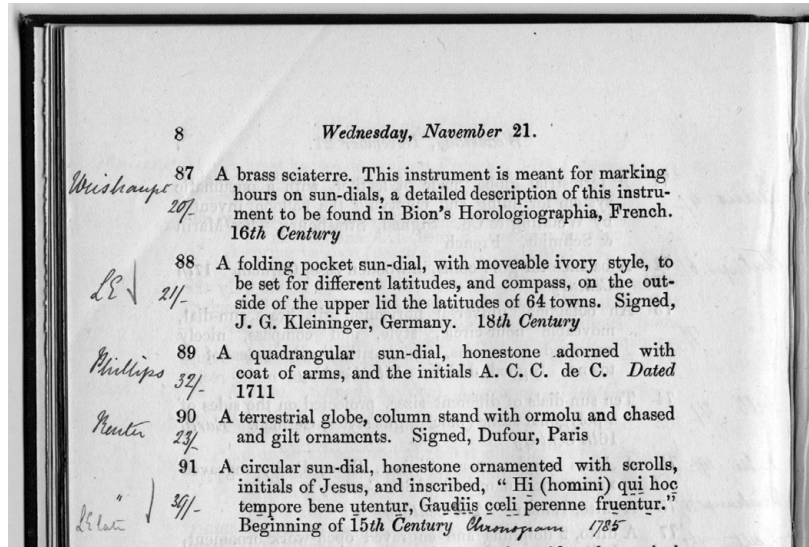 8 Wednesday, November 21.
87 A brass sciaterre. This instrument is meant for marking
20/- hours on sun-dials, a detailed description of this instru-
ment to be found in Bion's Horologiographia, French.
16th Century
88 A folding pocket sun-dial, with moveable ivory style, to
LE 21/- be set for different latitudes, and compass, on the out-
side of the upper lid the latitudes of 64 towns. Signed,
J. G. Kleininger, Germany. 18th Century
89 A quadrangular sun-dial, honestone adorned with
Phillips 32/- coat of arms, and the initials A. C. C. de C. Dated
1711
90 A terrestrial globe, column stand with ormolu and chased
23/- and gilt ornaments. Signed, Dufour, Paris
91 A circular sun-dial, honestone ornamented with scrolls,
initials of Jesus, and inscribed, " Hi (homini) qui hoc
" 39/- tempore bene utentur, Gaudiis cœli perenne fruentur."
Beginning of 15th Century Chronogram 1785